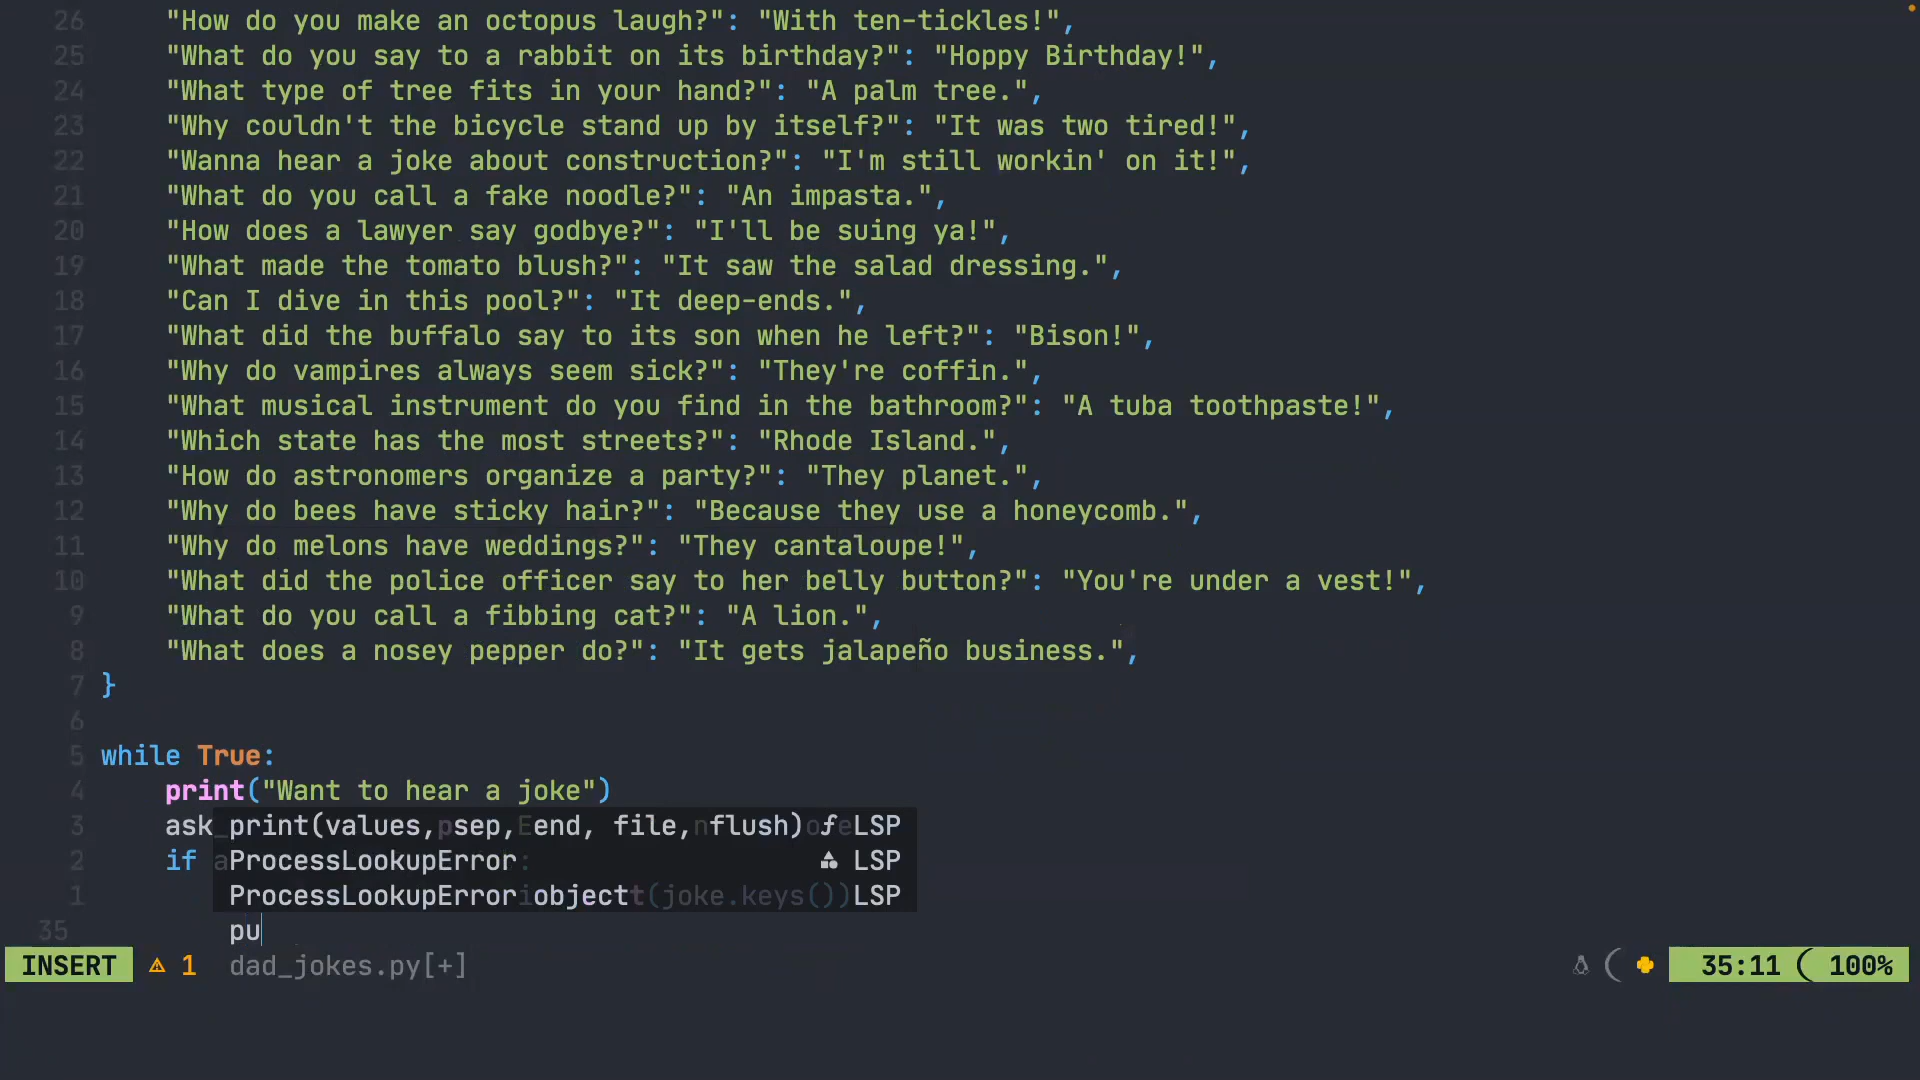 26 "How do you make an octopus laugh?": "With ten-tickles!",
25 "What do you say to a rabbit on its birthday?": "Hoppy Birthday!",
24 "What type of tree fits in your hand?": "A palm tree.",
23 "Why couldn't the bicycle stand up by itself?": "It was two tired!",
22 "Wanna hear a joke about construction?": "I'm still workin' on it!",
21 "What do you call a fake noodle?": "An impasta.",
20 "How does a lawyer say godbye?": "I'll be suing ya!",
19 "What made the tomato blush?": "It saw the salad dressing.",
18 "Can I dive in this pool?": "It deep-ends.",
17 "What did the buffalo say to its son when he left?": "Bison!",
16 "Why do vampires always seem sick?": "They're coffin.",
15 "What musical instrument do you find in the bathroom?": "A tuba toothpaste!",
14 "Which state has the most streets?": "Rhode Island.",
13 "How do astronomers organize a party?": "They planet.",
12 "Why do bees have sticky hair?": "Because they use a honeycomb.",
11 "Why do melons have weddings?": "They cantaloupe!",
10 "What did the police officer say to her belly button?": "You're under a vest!",
9 "What do you call a fibbing cat?": "A lion.",
8 "What does a nosey pepper do?": "It gets jalapeño business.",
7 }
6
5 while True:
4 print("Want to hear a joke")
3 ask print(values, sep, end, file, flush) ƒ LSP
2 if ProcessLookupError LSP
1 ProcessLookupError object (joke.keys()) LSP
35 pu
INSERT ⚠ 1 dad_jokes.py[+] 35:11 100%